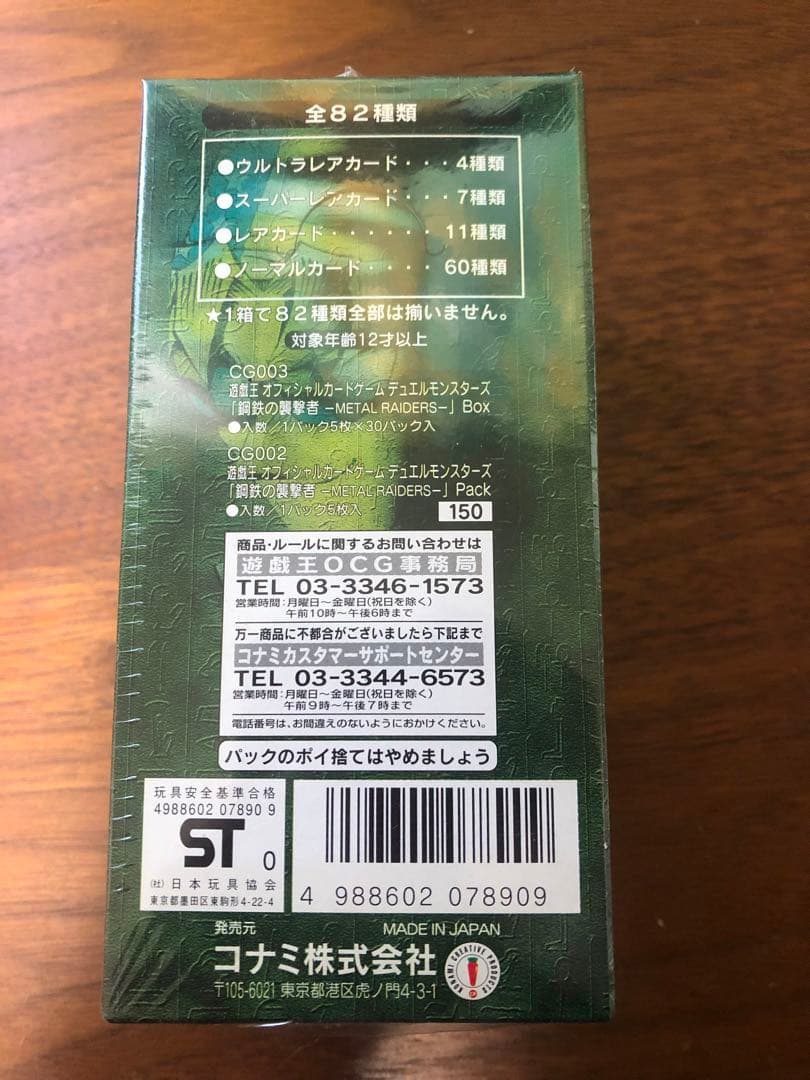 全82種類
●ウルトラレアカード・・・4種類
●スーパーレアカード・・・7種類
●レアカード・・・・・・11種類
●ノーマルカード・・・・60種類
★1箱で82種類全部は揃いません。
対象年齢12才以上
CG003
遊戯王 オフィシャルカードゲーム デュエルモンスターズ
「鋼鉄の襲撃者 −METAL RAIDERS−」Box
●入数/1パック5枚×30パック入
CG002
遊戯王 オフィシャルカードゲーム デュエルモンスターズ
「鋼鉄の襲撃者 −METAL RAIDERS−」Pack
●入数/1パック5枚入 150
商品・ルールに関するお問い合わせは
遊戯王OCG事務局
TEL 03-3346-1573
営業時間:月曜日〜金曜日(祝日を除く)
午前10時〜午後6時まで
万一商品に不都合がございましたら下記まで
コナミカスタマーサポートセンター
TEL 03-3344-6573
営業時間:月曜日〜金曜日(祝日を除く)
午前9時〜午後7時まで
電話番号は、お間違えのないようにおかけください。
パックのポイ捨てはやめましょう
玩具安全基準合格
4988602 07890 9
ST 0
(社)日本玩具協会
東京都墨田区東駒形4-22-4
4 988602 078909
発売元
MADE IN JAPAN
コナミ株式会社
KONAMI CREATIVE PRODUCTS
〒105-6021 東京都港区虎ノ門4-3-1